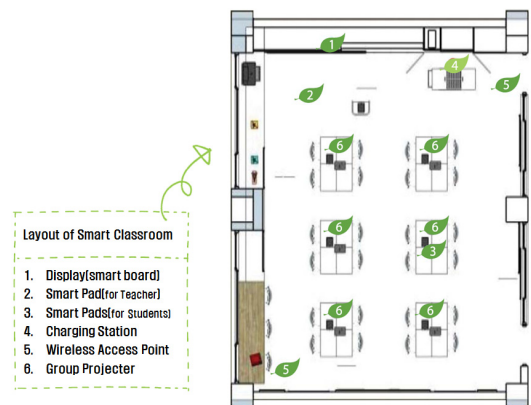 1
4
5
2
6
6
6
6
3
6
6
5
Layout of Smart Classroom
1. Display(smart board)
2. Smart Pad(for Teacher)
3. Smart Pads(for Students)
4. Charging Station
5. Wireless Access Point
6. Group Projecter